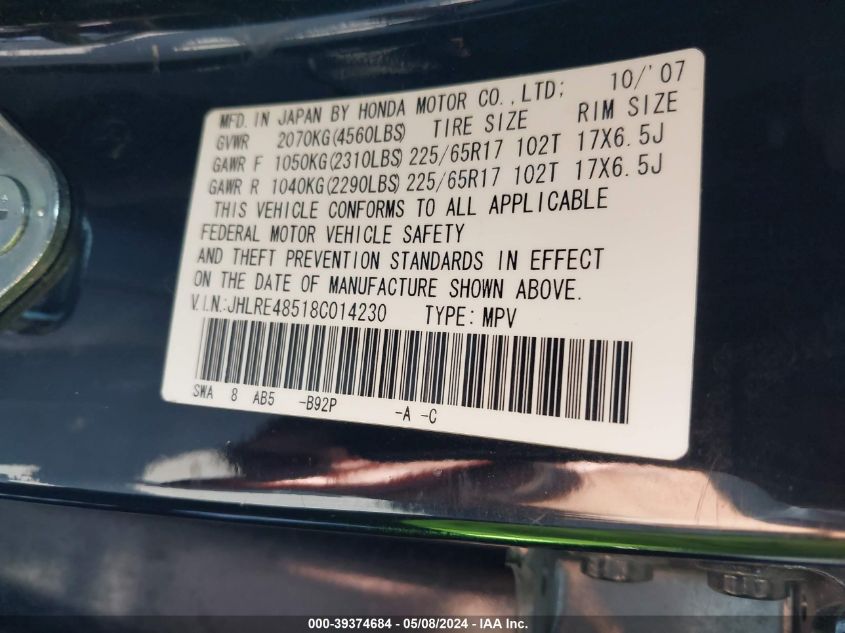 MFD. IN JAPAN BY HONDA MOTOR CO., LTD; 10/'07
GVWR 2070KG(4560LBS) TIRE SIZE RIM SIZE
GAWR F 1050KG(2310LBS) 225/65R17 102T 17X6.5J
GAWR R 1040KG(2290LBS) 225/65R17 102T 17X6.5J
THIS VEHICLE CONFORMS TO ALL APPLICABLE
FEDERAL MOTOR VEHICLE SAFETY
AND THEFT PREVENTION STANDARDS IN EFFECT
ON THE DATE OF MANUFACTURE SHOWN ABOVE.
V.I.N.:JHLRE48518C014230 TYPE: MPV
SWA 8 AB5 -B92P -A -C
000-39374684 - 05/08/2024 - IAA Inc.